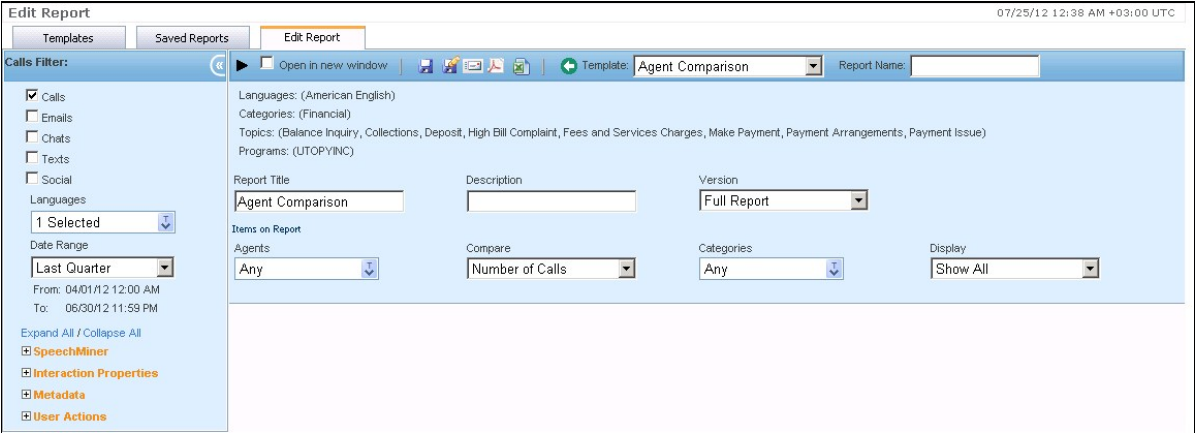 Edit Report
07/25/12 12:38 AM +03:00 UTC
Templates
Saved Reports
Edit Report
Calls Filter:
Open in new window
Template: Agent Comparison
Report Name:
Calls
Emails
Chats
Texts
Social
Languages
1 Selected
Date Range
Last Quarter
From: 04/01/12 12:00 AM
To: 06/30/12 11:59 PM
Expand All / Collapse All
SpeechMiner
Interaction Properties
Metadata
User Actions
Languages: (American English)
Categories: (Financial)
Topics: (Balance Inquiry, Collections, Deposit, High Bill Complaint, Fees and Services Charges, Make Payment, Payment Arrangements, Payment Issue)
Programs: (UTOPYINC)
Report Title
Description
Version
Agent Comparison
Full Report
Items on Report
Agents
Compare
Categories
Display
Any
Number of Calls
Any
Show All